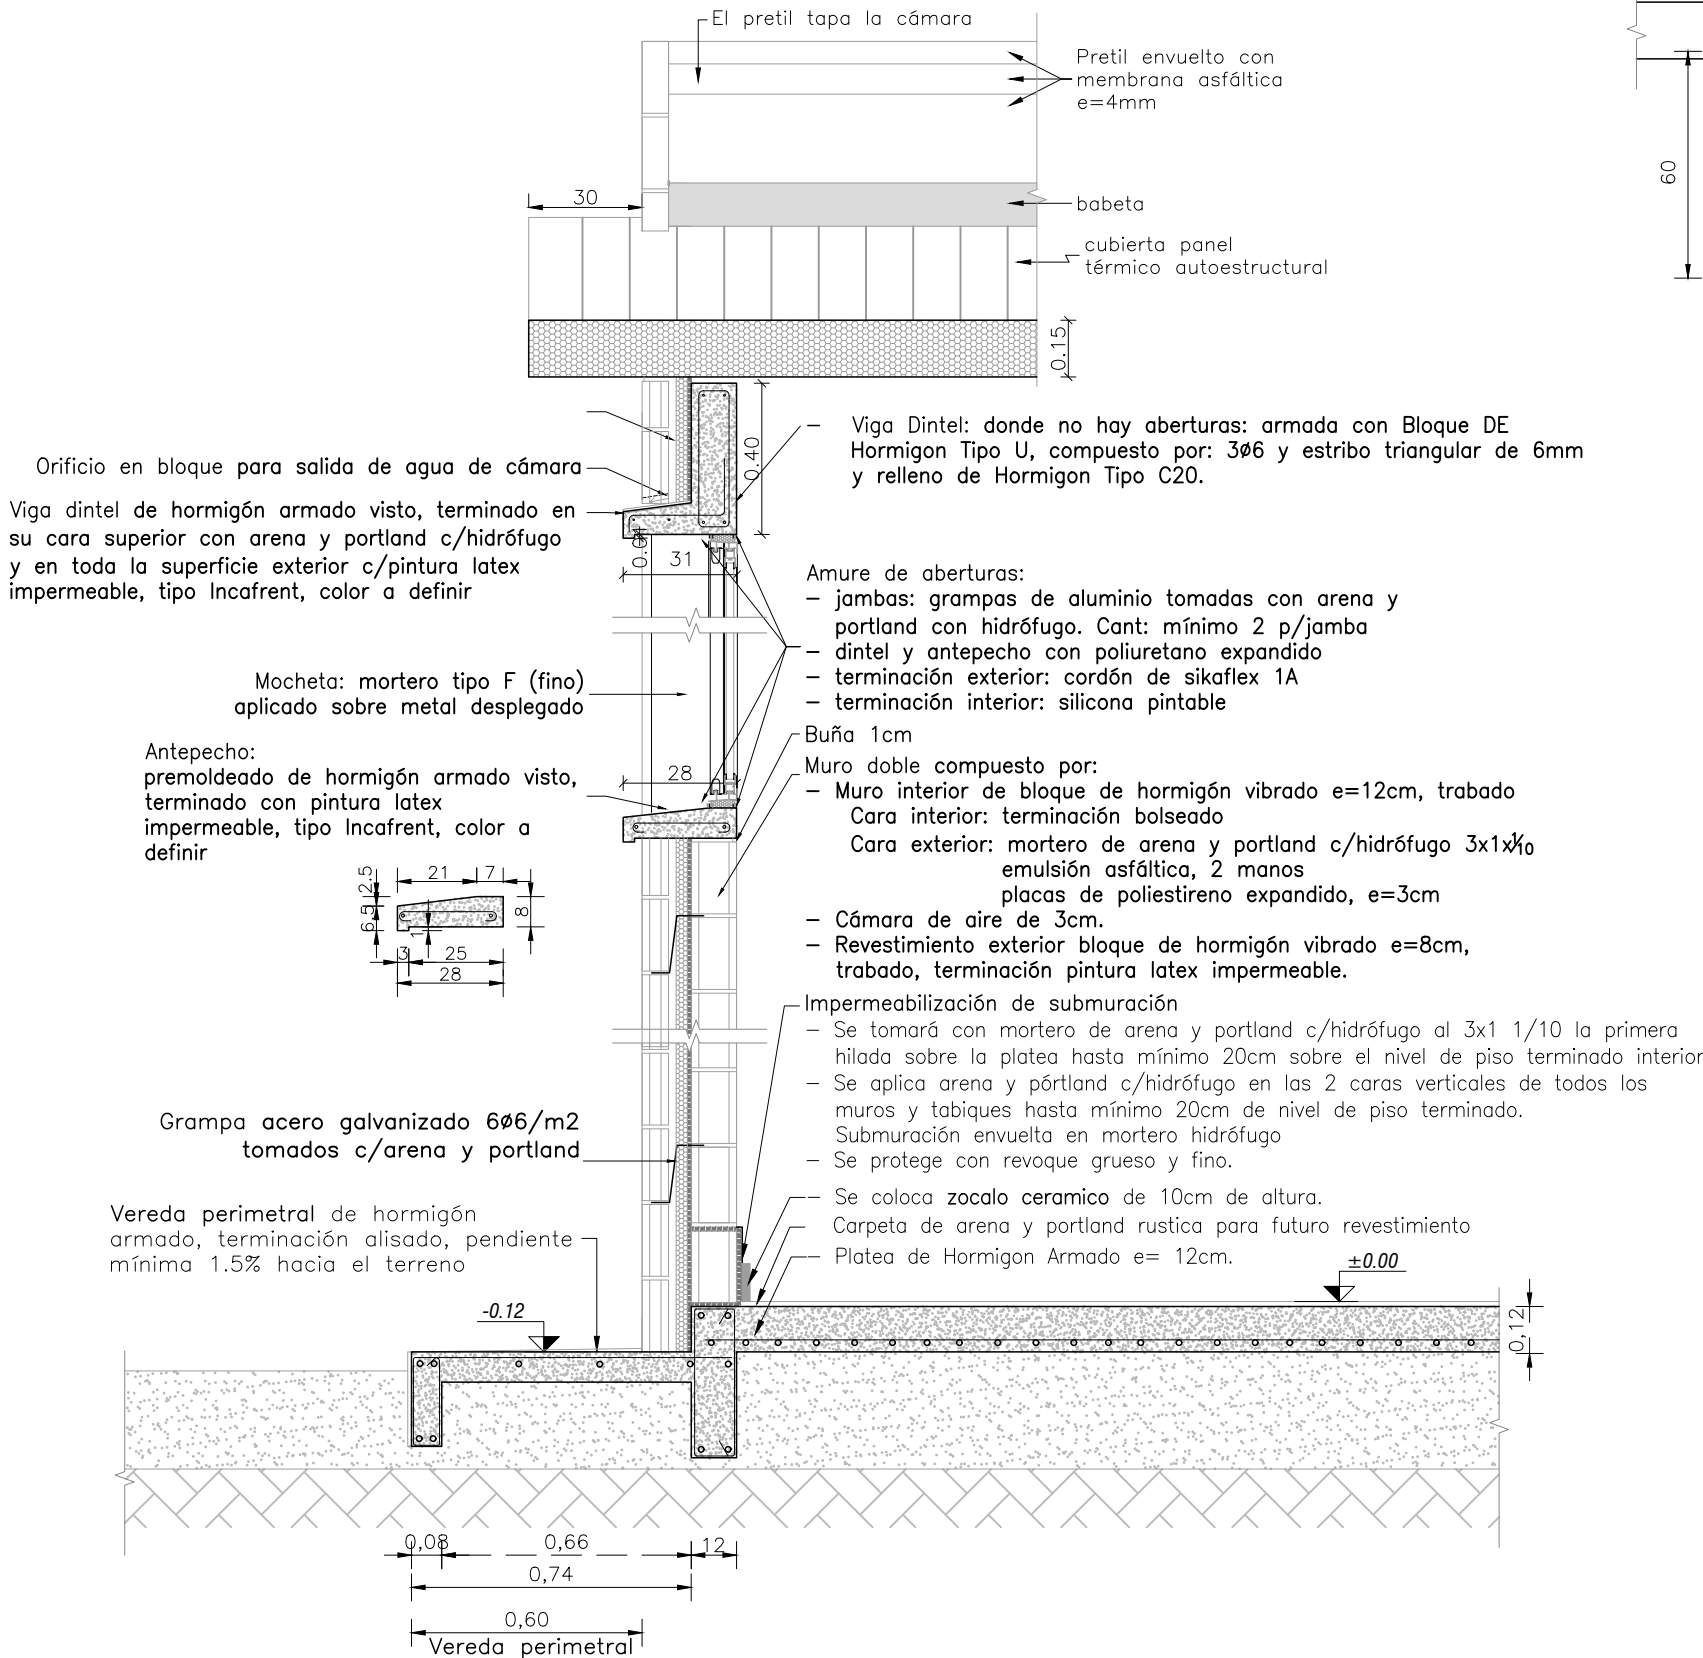 El pretil tapa la cámara
Pretil envuelto con
membrana asfáltica
e=4mm
60
30
babeta
cubierta panel
térmico autoestructural
0.15
0.40
Orificio en bloque para salida de agua de cámara
Viga dintel de hormigón armado visto, terminado en
su cara superior con arena y portland c/hidrófugo
y en toda la superficie exterior c/pintura latex
impermeable, tipo Incafrent, color a definir
– Viga Dintel: donde no hay aberturas: armada con Bloque DE
Hormigon Tipo U, compuesto por: 3ø6 y estribo triangular de 6mm
y relleno de Hormigon Tipo C20.
31
Amure de aberturas:
– jambas: grampas de aluminio tomadas con arena y
portland con hidrófugo. Cant: mínimo 2 p/jamba
– dintel y antepecho con poliuretano expandido
– terminación exterior: cordón de sikaflex 1A
– terminación interior: silicona pintable
Mocheta: mortero tipo F (fino)
aplicado sobre metal desplegado
Buña 1cm
28
Antepecho:
premoldeado de hormigón armado visto,
terminado con pintura latex
impermeable, tipo Incafrent, color a
definir
Muro doble compuesto por:
– Muro interior de bloque de hormigón vibrado e=12cm, trabado
Cara interior: terminación bolseado
Cara exterior: mortero de arena y portland c/hidrófugo 3x1x1/10
emulsión asfáltica, 2 manos
placas de poliestireno expandido, e=3cm
– Cámara de aire de 3cm.
– Revestimiento exterior bloque de hormigón vibrado e=8cm,
trabado, terminación pintura latex impermeable.
2.5
21
7
6.5
8
1
3
25
28
Impermeabilización de submuración
– Se tomará con mortero de arena y portland c/hidrófugo al 3x1 1/10 la primera
hilada sobre la platea hasta mínimo 20cm sobre el nivel de piso terminado interior
– Se aplica arena y pórtland c/hidrófugo en las 2 caras verticales de todos los
muros y tabiques hasta mínimo 20cm de nivel de piso terminado.
Submuración envuelta en mortero hidrófugo
– Se protege con revoque grueso y fino.
– Se coloca zocalo ceramico de 10cm de altura.
Carpeta de arena y portland rustica para futuro revestimiento
– Platea de Hormigon Armado e= 12cm.
Grampa acero galvanizado 6ø6/m2
tomados c/arena y portland
Vereda perimetral de hormigón
armado, terminación alisado, pendiente
mínima 1.5% hacia el terreno
-0.12
±0.00
0,12
0,08
0,66
12
0,74
0,60
Vereda perimetral